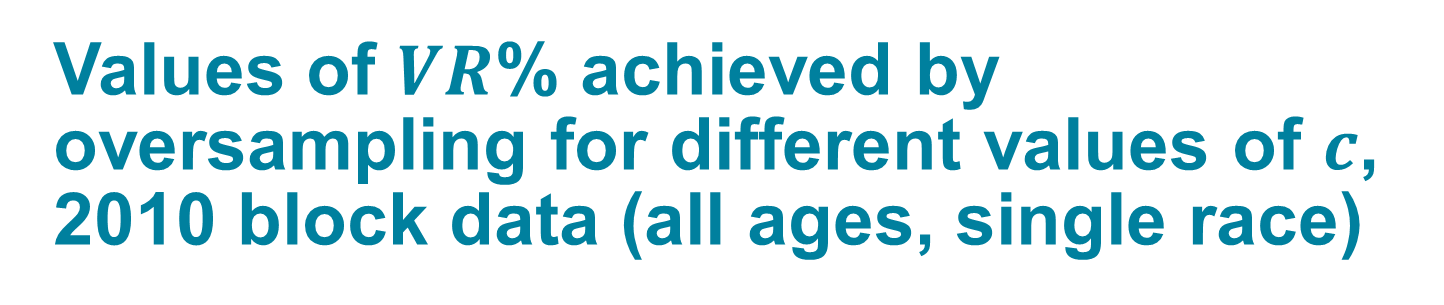 Values of VR% achieved by
oversampling for different values of c,
2010 block data (all ages, single race)